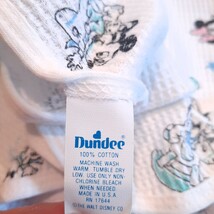 Dundee
100% COTTON
MACHINE WASH
WARM. TUMBLE DRY
LOW. USE ONLY NON-
CHLORINE BLEACH
WHEN NEEDED.
MADE IN U.S.A.
RN 17644
THE WALT DISNEY CO.